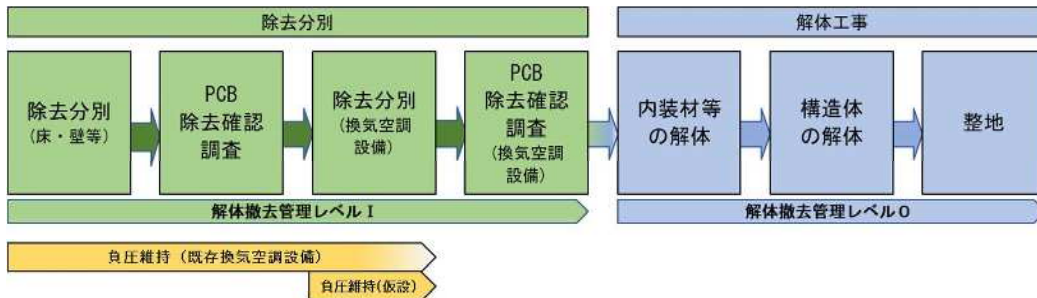 除去分別
解体工事
除去分別
(床・壁等)
PCB
除去確認
調査
除去分別
(換気空調
設備)
PCB
除去確認
調査
(換気空調
設備)
内装材等
の解体
構造体
の解体
整地
解体撤去管理レベルⅠ
解体撤去管理レベル0
負圧維持（既存換気空調設備）
負圧維持(仮設)